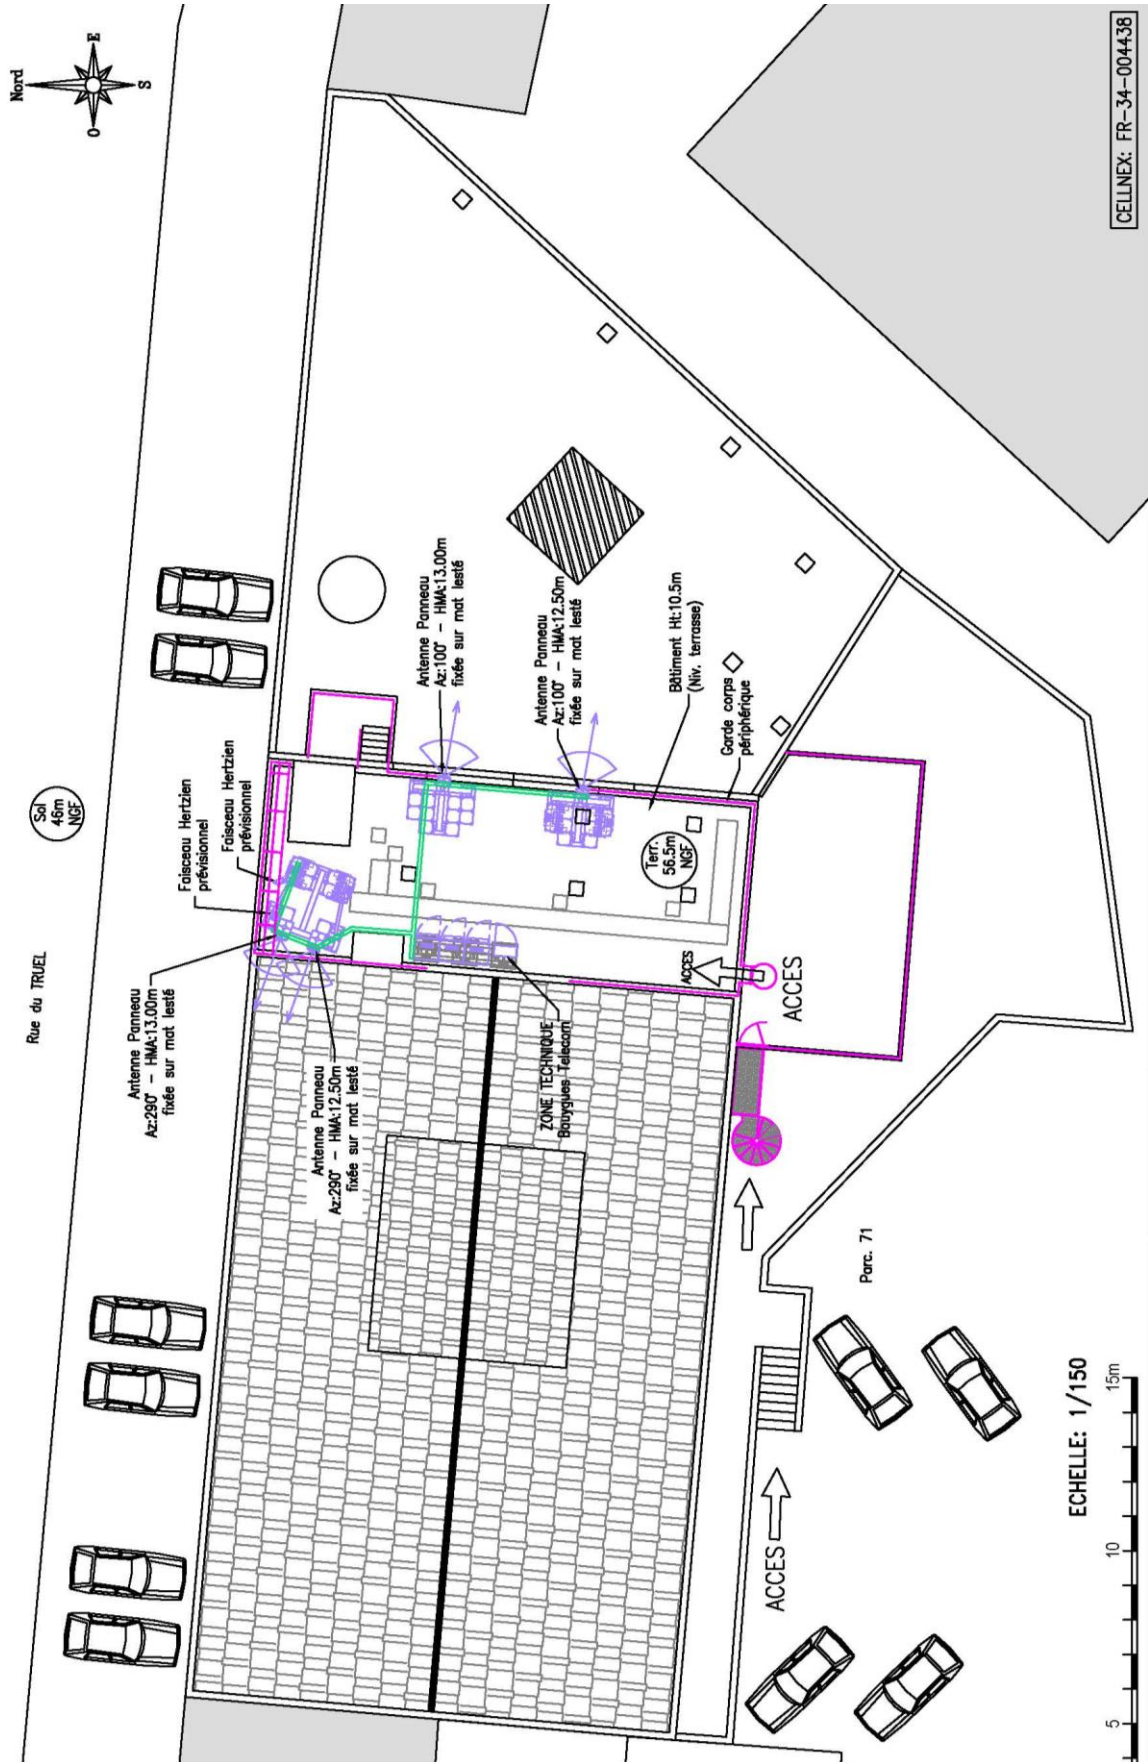 Nord
E
S
O
CELLNEX: FR-34-004438
Sol
46m
NGF
Rue du TRUEL
Faisceau Hertzien
prévisionnel
Faisceau Hertzien
prévisionnel
Antenne Panneau
Az:290° - HMA:13.00m
fixée sur mat lesté
Antenne Panneau
Az:290° - HMA:12.50m
fixée sur mat lesté
Antenne Panneau
Az:100° - HMA:13.00m
fixée sur mat lesté
Antenne Panneau
Az:100° - HMA:12.50m
fixée sur mat lesté
Bâtiment Ht:10.5m
(Niv. terrasse)
Garde corps
périphérique
Terr.
56.5m
NGF
ZONE TECHNIQUE
Bouygues Telecom
ACCES
ACCES
Parc. 71
ACCES
ECHELLE: 1/150
5
10
15m